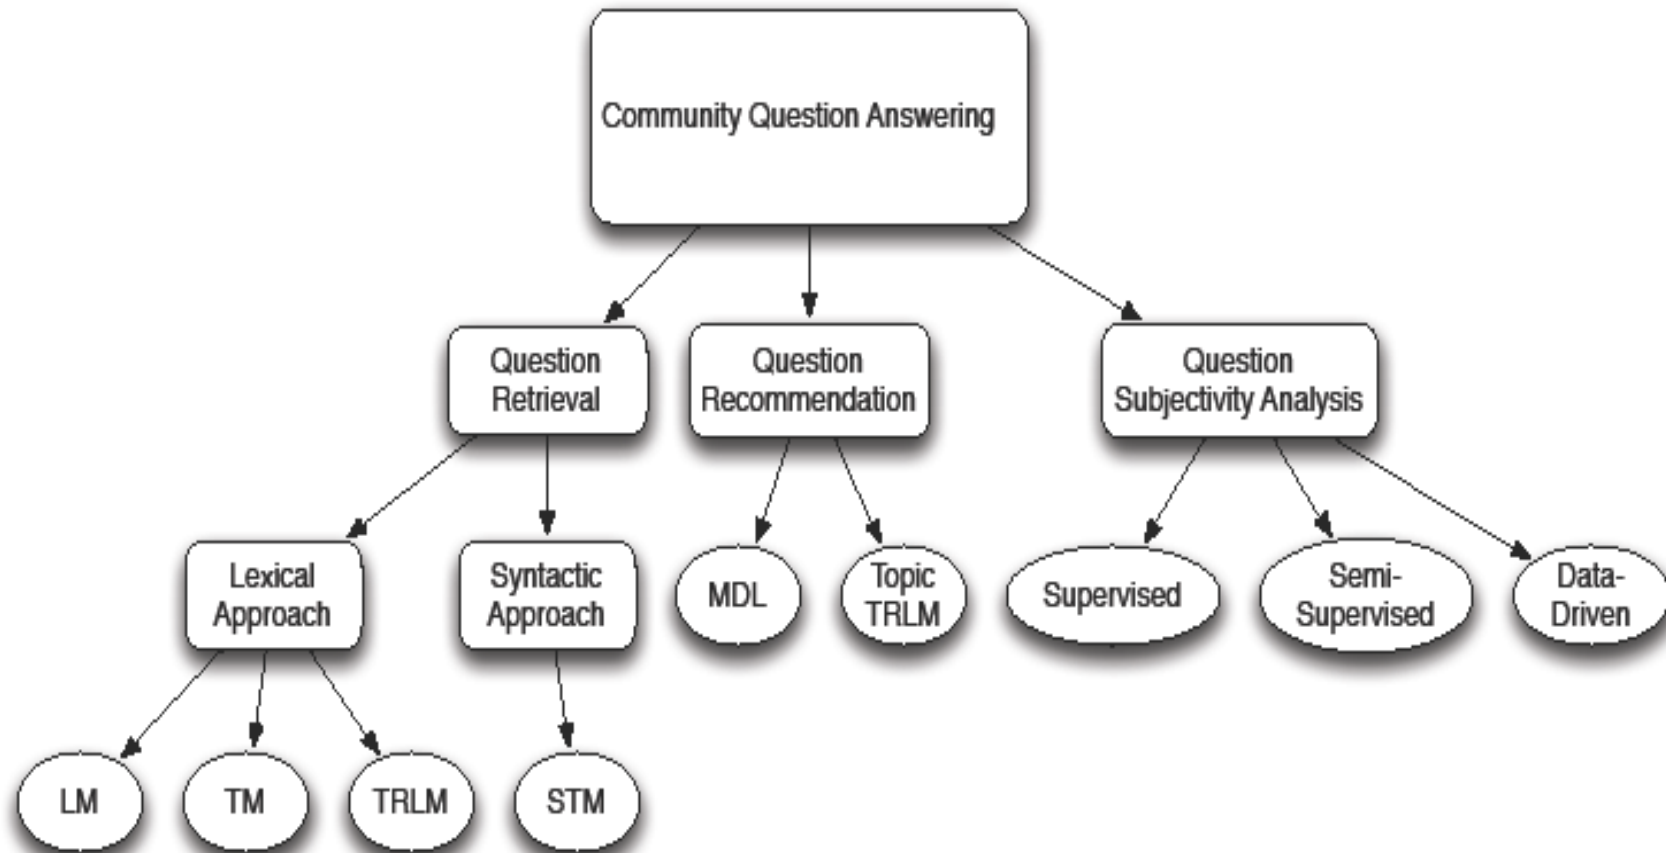 Community Question Answering
Question
Retrieval
Question
Recommendation
Question
Subjectivity Analysis
Lexical
Approach
Syntactic
Approach
MDL
Topic
TRLM
Supervised
Semi-
Supervised
Data-
Driven
LM
TM
TRLM
STM